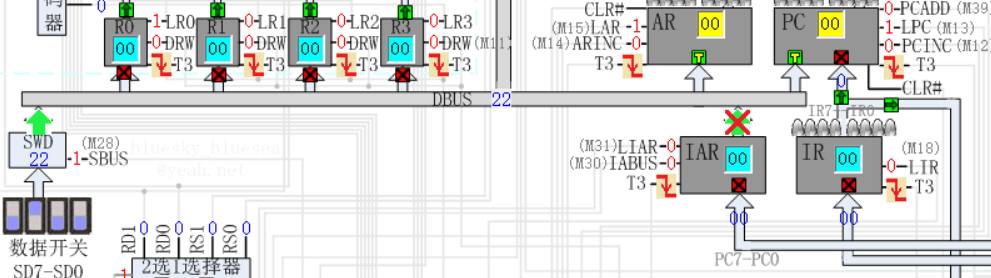 码
器
0
R0
00
1-LR0
0-DRW
T3
R1
00
0-LR1
0-DRW
T3
R2
00
0-LR2
0-DRW
T3
R3
00
0-LR3
0-DRW (M11)
T3
CLR#
(M15)LAR-1
(M14)ARINC-0
T3
AR
00
T
PC
00
T
0
0-PCADD (M39)
1-LPC (M13)
0-PCINC (M12)
T3
CLR#
DBUS 22
IR7--IR0
SWD
22
(M28)
1-SBUS
bluesky_bluesea
@yeah.net
(M31)LIAR-0
(M30)IABUS-0
T3
IAR
00
00
IR
00
00
(M18)
0-LIR
T3
PC7-PC0
数据开关
SD7-SD0
RD1 0
RD0 0
RS1 0
RS0 0
2选1选择器
1